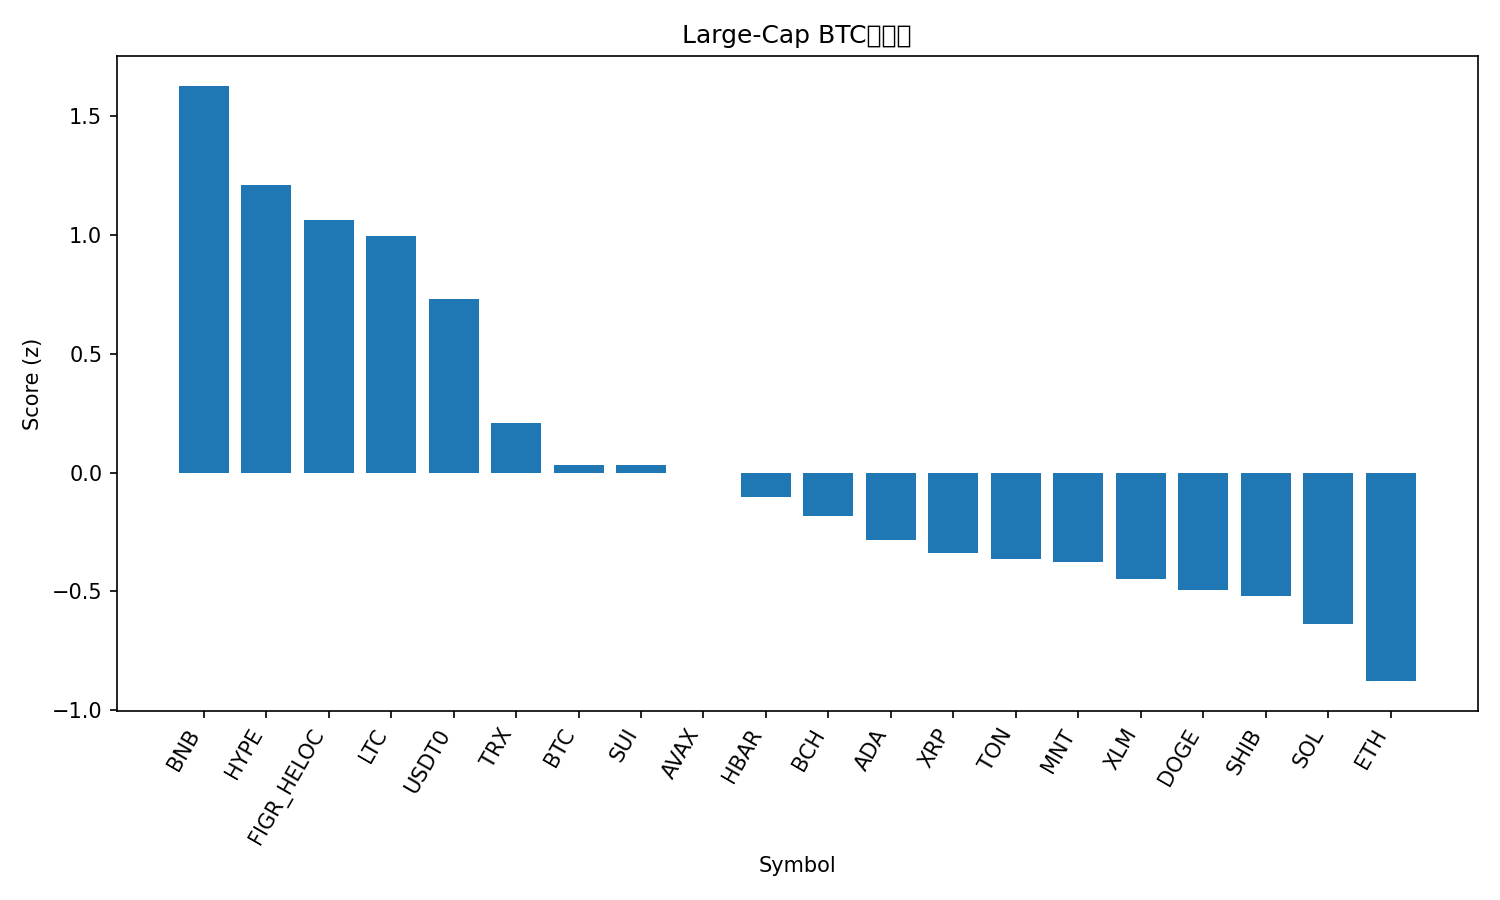 Large-Cap BTC
1.5
1.0
0.5
0.0
−0.5
−1.0
Score (z)
BNB
HYPE
FIGR_HELOC
LTC
USDT0
TRX
BTC
SUI
AVAX
HBAR
BCH
ADA
XRP
TON
MNT
XLM
DOGE
SHIB
SOL
ETH
Symbol